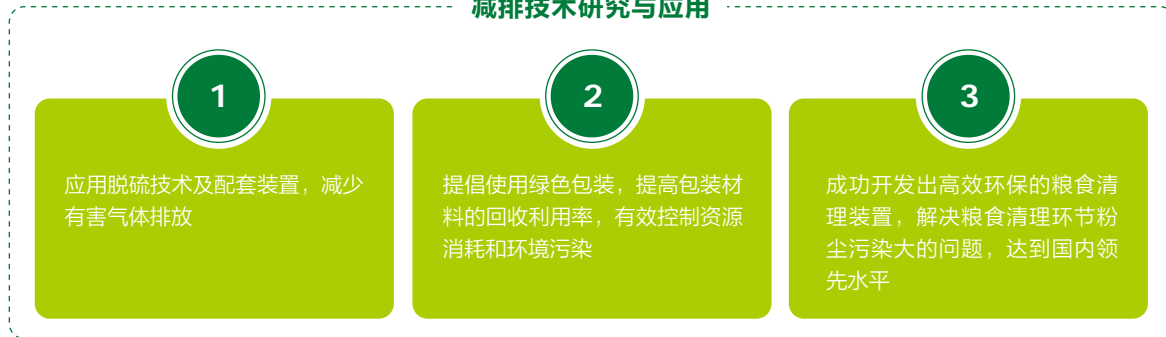 减排技术研究与应用
1
应用脱硫技术及配套装置，减少
有害气体排放
2
提倡使用绿色包装，提高包装材
料的回收利用率，有效控制资源
消耗和环境污染
3
成功开发出高效环保的粮食清
理装置，解决粮食清理环节粉
尘污染大的问题，达到国内领
先水平